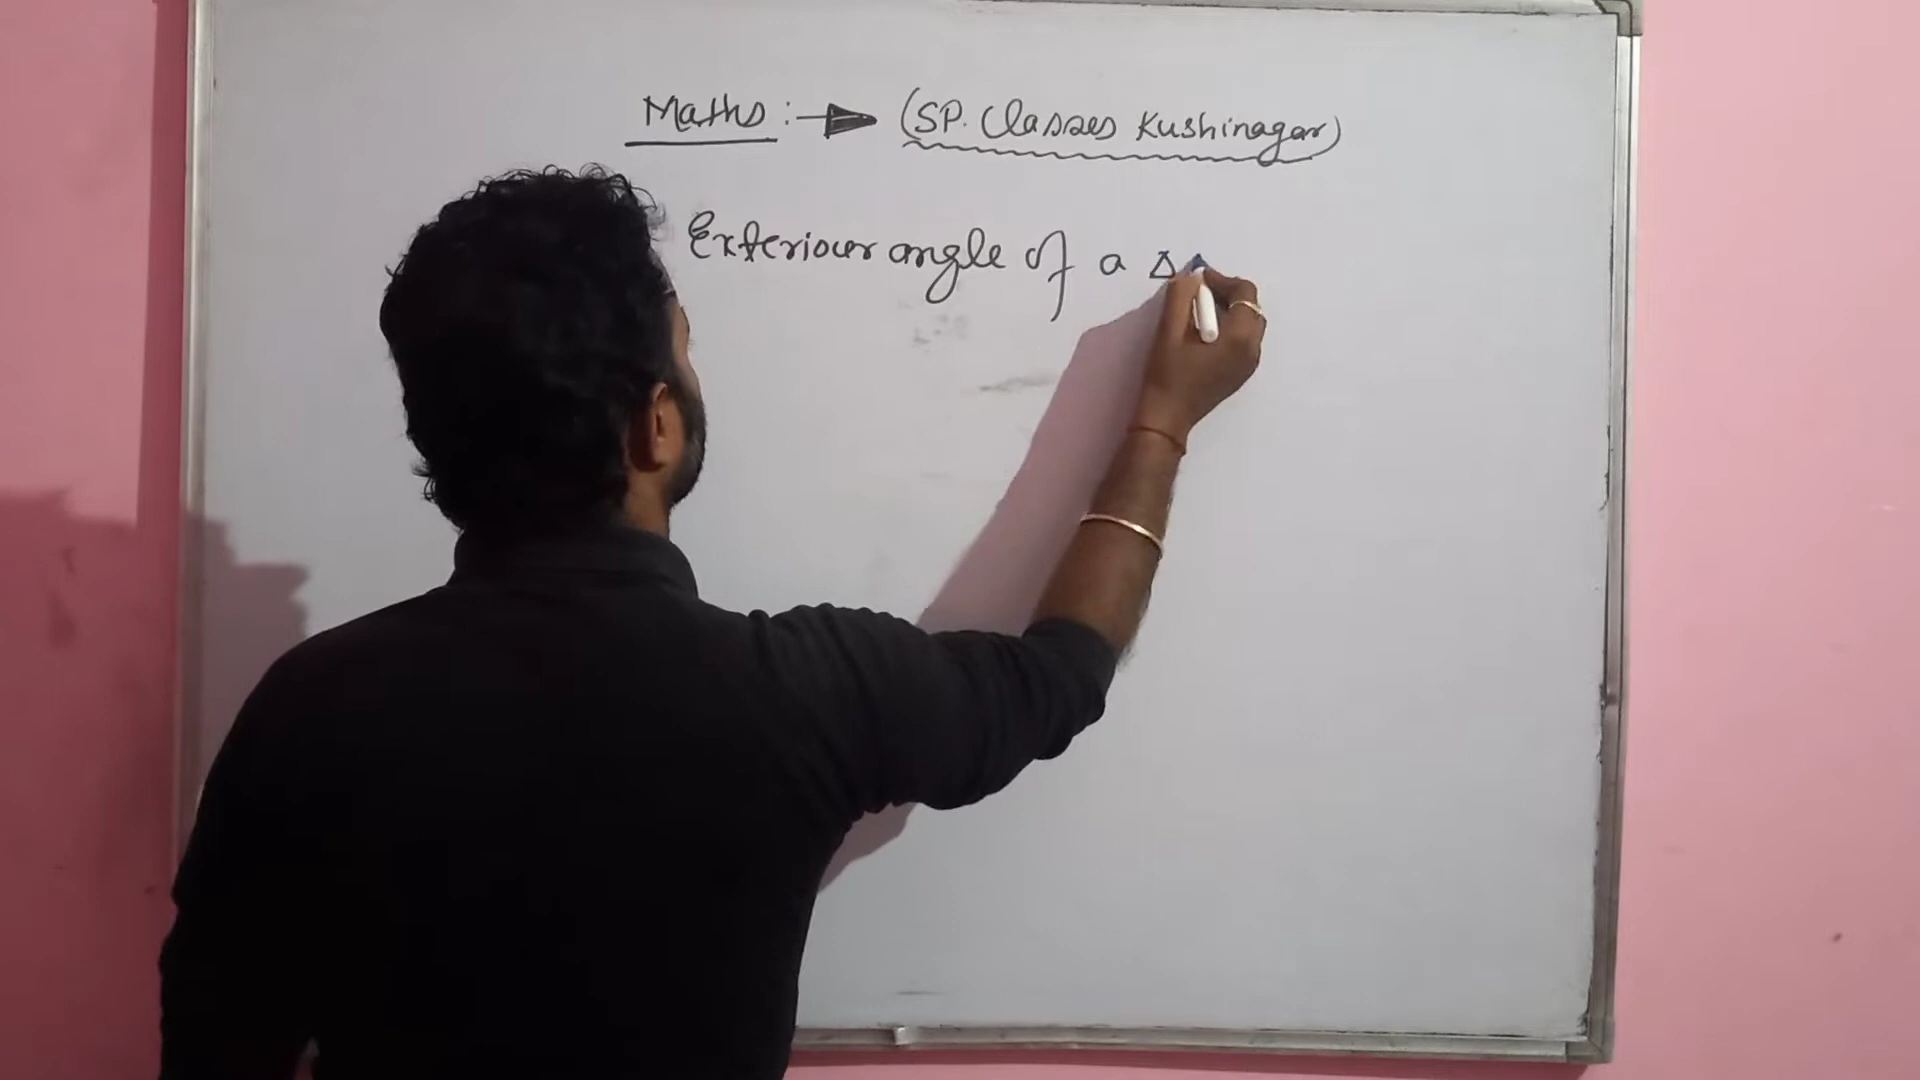 Maths :→ (SP. Classes Kushinagar)
Exteriour angle of a Δ